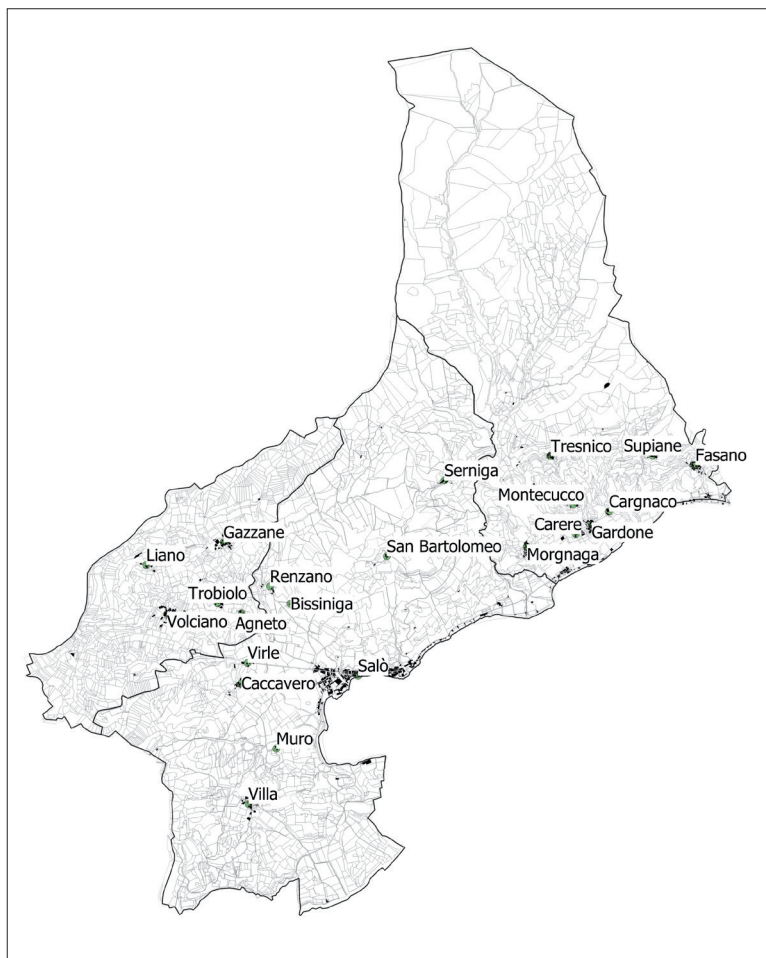 Tresnico
Supiane
Fasano
Serniga
Montecucco
Cargnaco
Carere
Gardone
Gazzane
San Bartolomeo
Morgnaga
Liano
Renzano
Trobiolo
Bissiniga
Volciano
Agneto
Virle
Salò
Caccavero
Muro
Villa